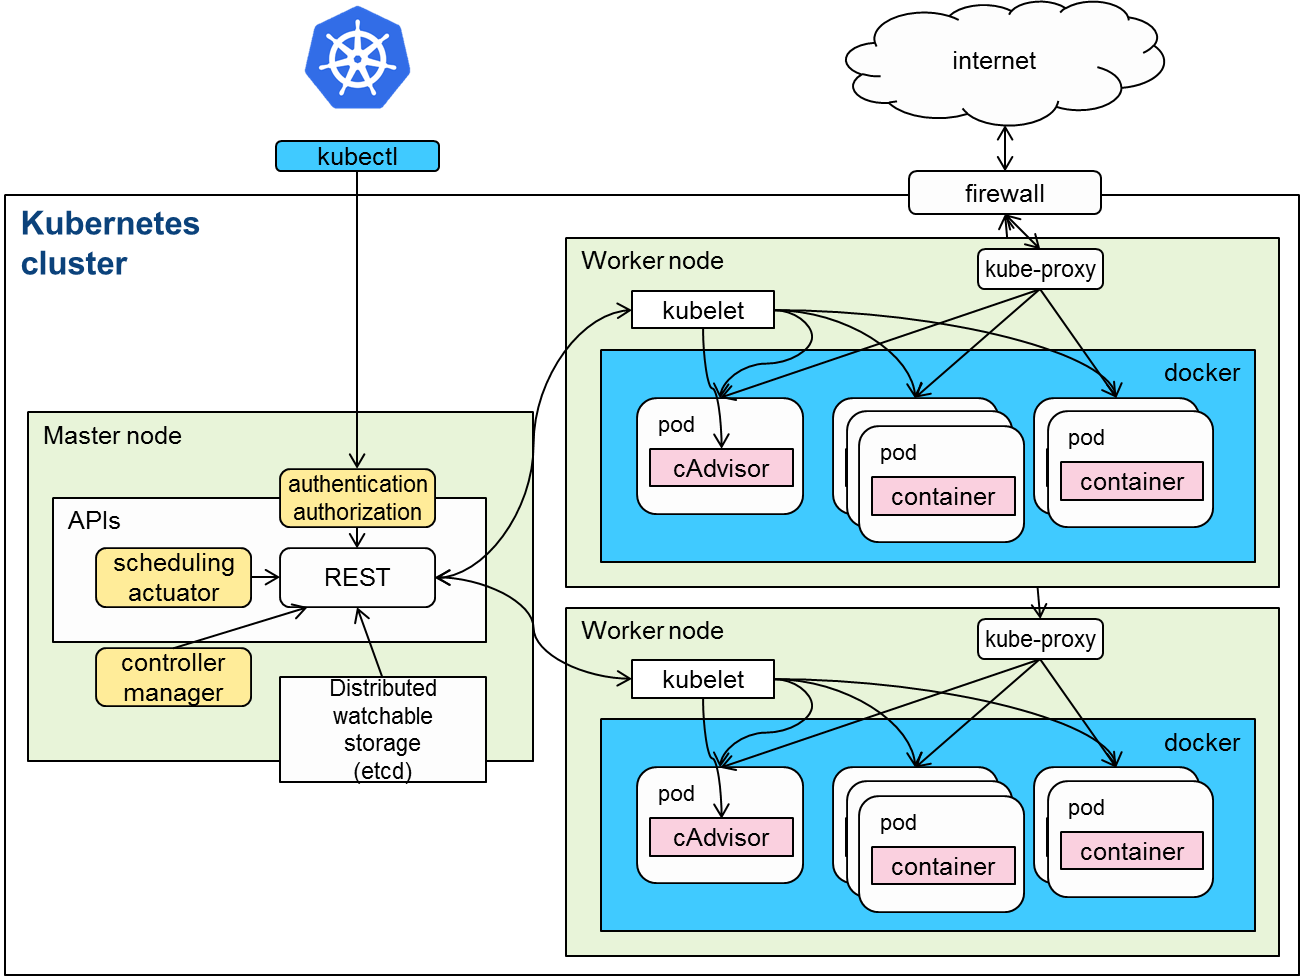 internet
kubectl
firewall
Kubernetes
cluster
Worker node
kube-proxy
kubelet
docker
pod
cAdvisor
pod
container
pod
container
Master node
authentication
authorization
APIs
scheduling
actuator
REST
controller
manager
Distributed
watchable
storage
(etcd)
Worker node
kube-proxy
kubelet
docker
pod
cAdvisor
pod
container
pod
container